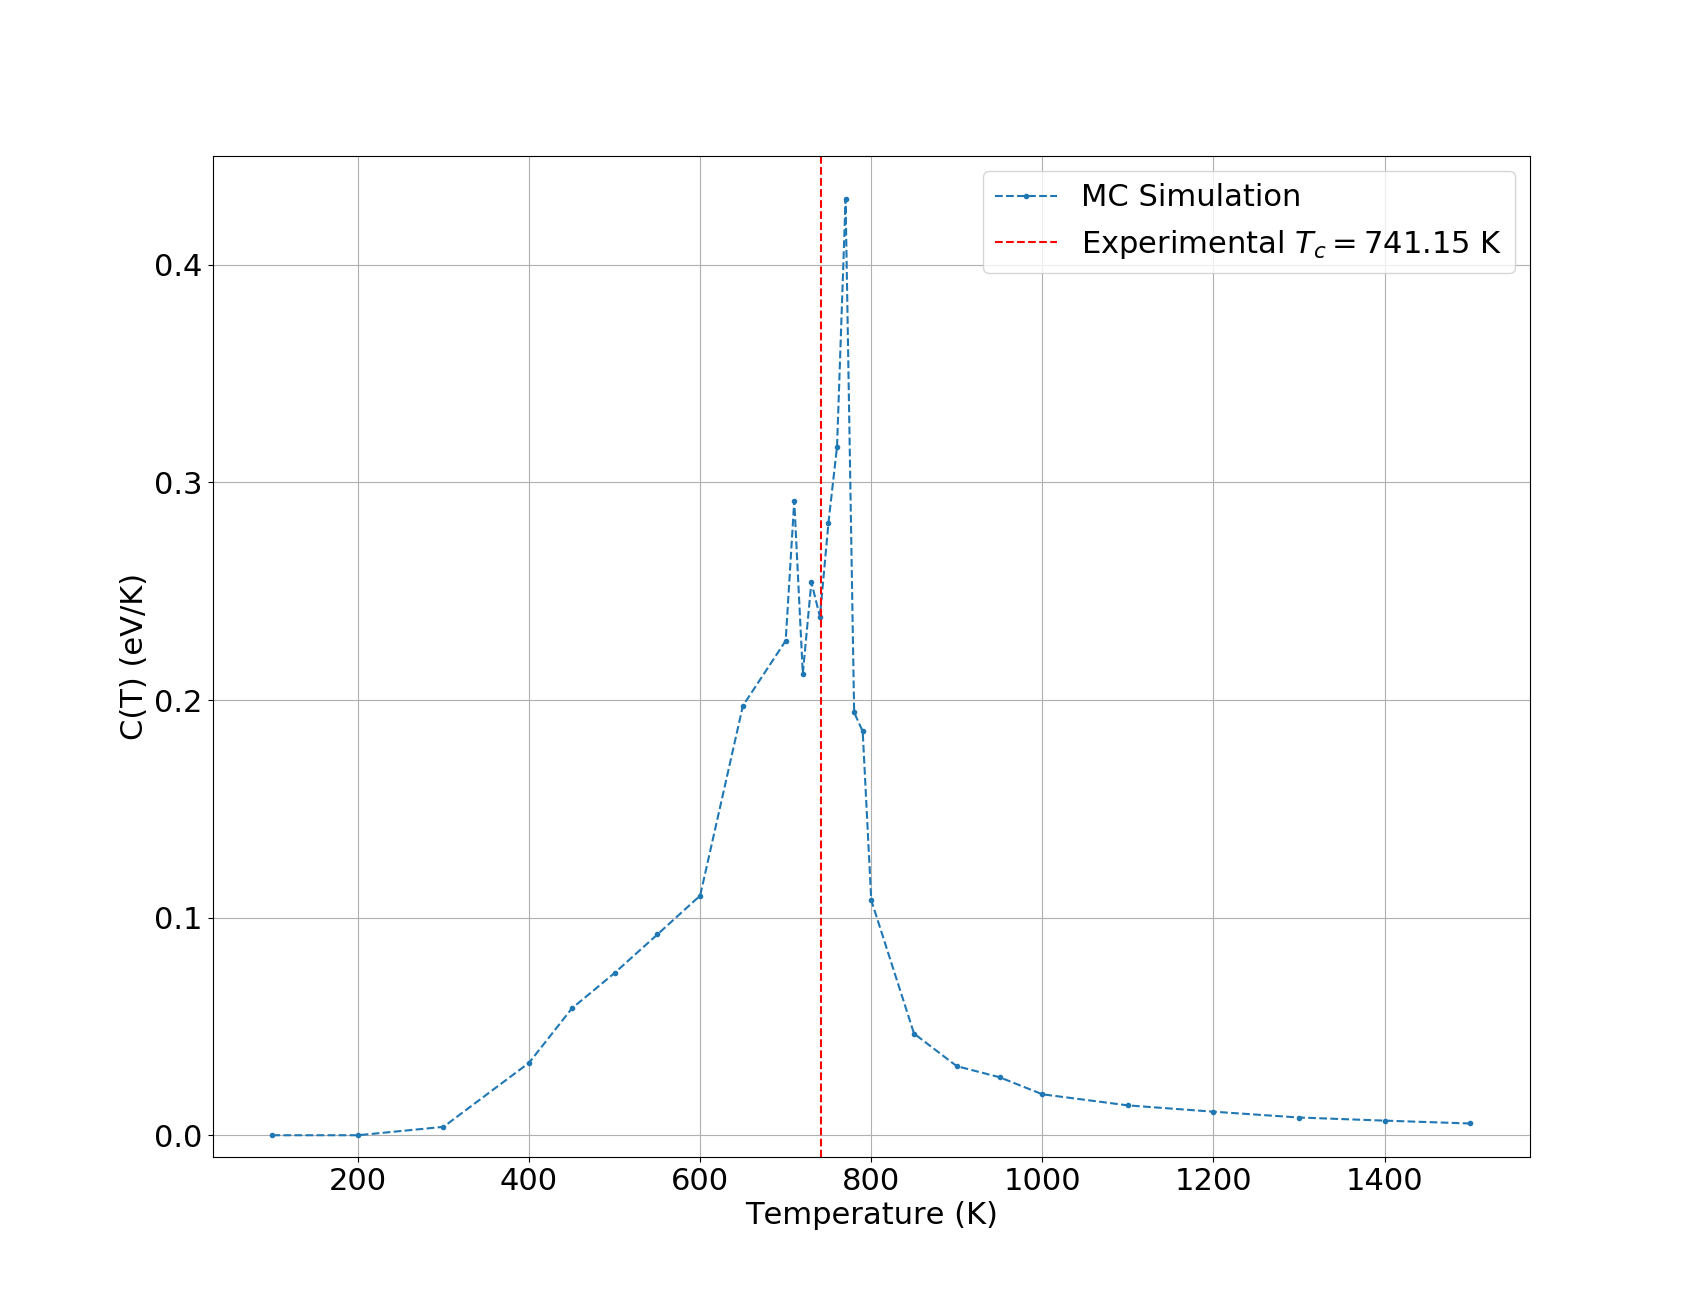 MC Simulation
Experimental $T_c = 741.15$ K
0.4
0.3
0.2
0.1
0.0
C(T) (eV/K)
200 400 600 800 1000 1200 1400
Temperature (K)